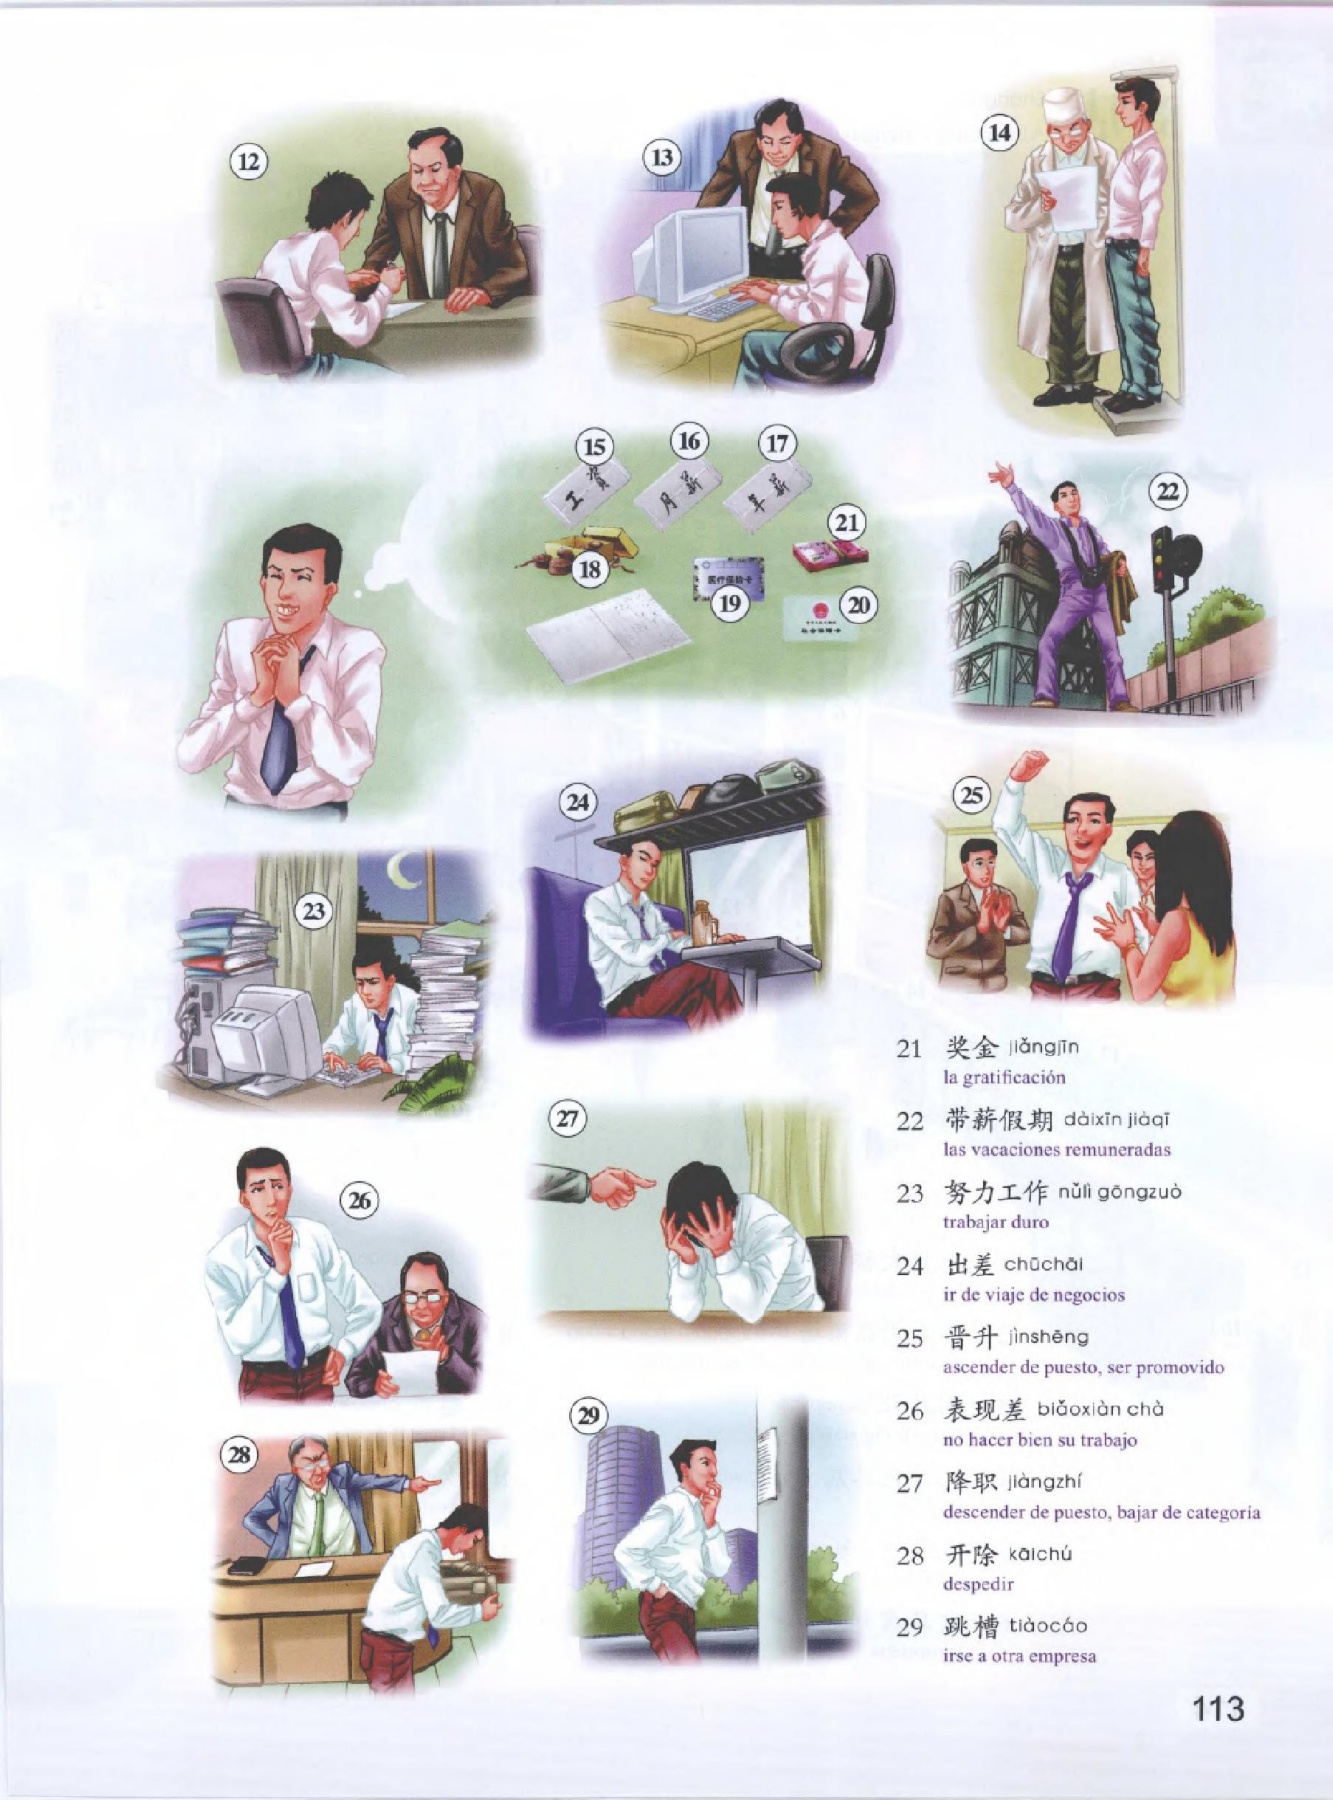 12
13
14
15
16
17
工資
月薪
年薪
18
19
医疗保险卡
20
社会保障卡
21
22
23
24
25
26
27
28
29
21 奖金 jiǎngjīn
la gratificación
22 带薪假期 dàixīn jiàqī
las vacaciones remuneradas
23 努力工作 nǔlì gōngzuò
trabajar duro
24 出差 chūchāi
ir de viaje de negocios
25 晋升 jìnshēng
ascender de puesto, ser promovido
26 表现差 biǎoxiàn chà
no hacer bien su trabajo
27 降职 jiàngzhí
descender de puesto, bajar de categoría
28 开除 kāichú
despedir
29 跳槽 tiàocáo
irse a otra empresa
113